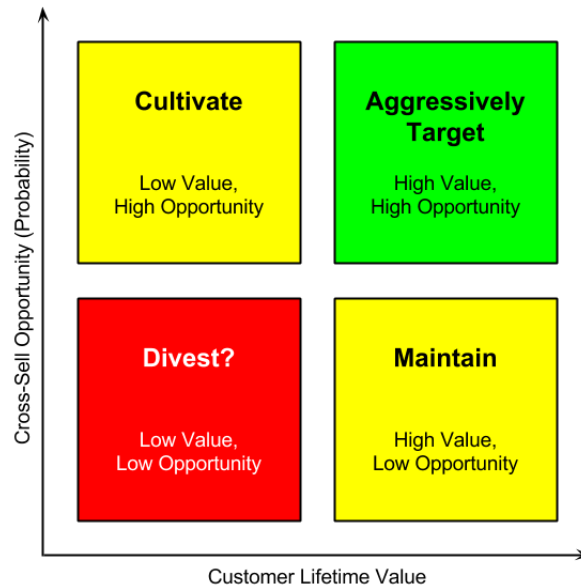 Cross-Sell Opportunity (Probability)
Cultivate
Low Value,
High Opportunity
Aggressively
Target
High Value,
High Opportunity
Divest?
Low Value,
Low Opportunity
Maintain
High Value,
Low Opportunity
Customer Lifetime Value